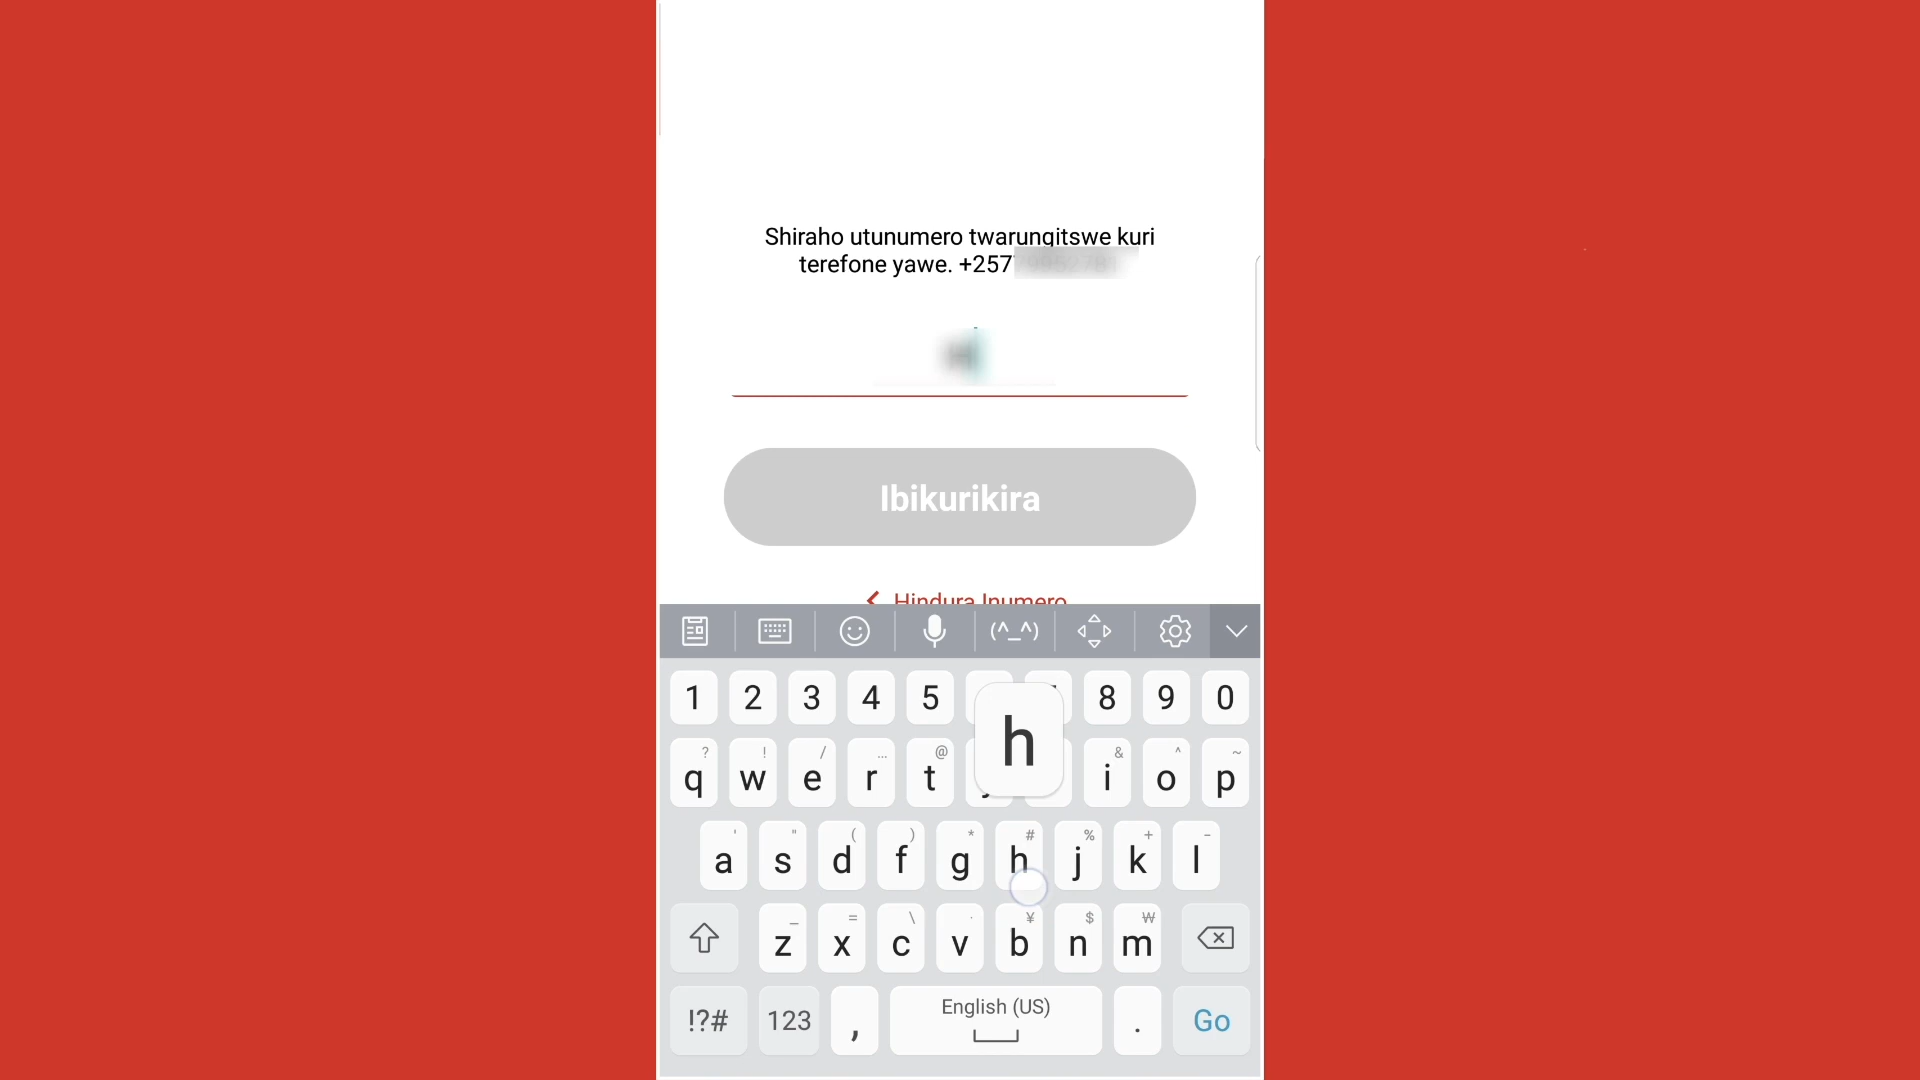 Shiraho utunumero twarungitswe kuri
terefone yawe. +257
Ibikurikira
Hindura Inumero
(^_^)
1 2 3 4 5 8 9 0
? ! / ... @ & ^ ~
q w e r t i o p
' " ( ) * # % + -
a s d f g h j k l
h
_ = \ · ¥ $ ₩
z x c v b n m
!?# 123 , English (US) . Go